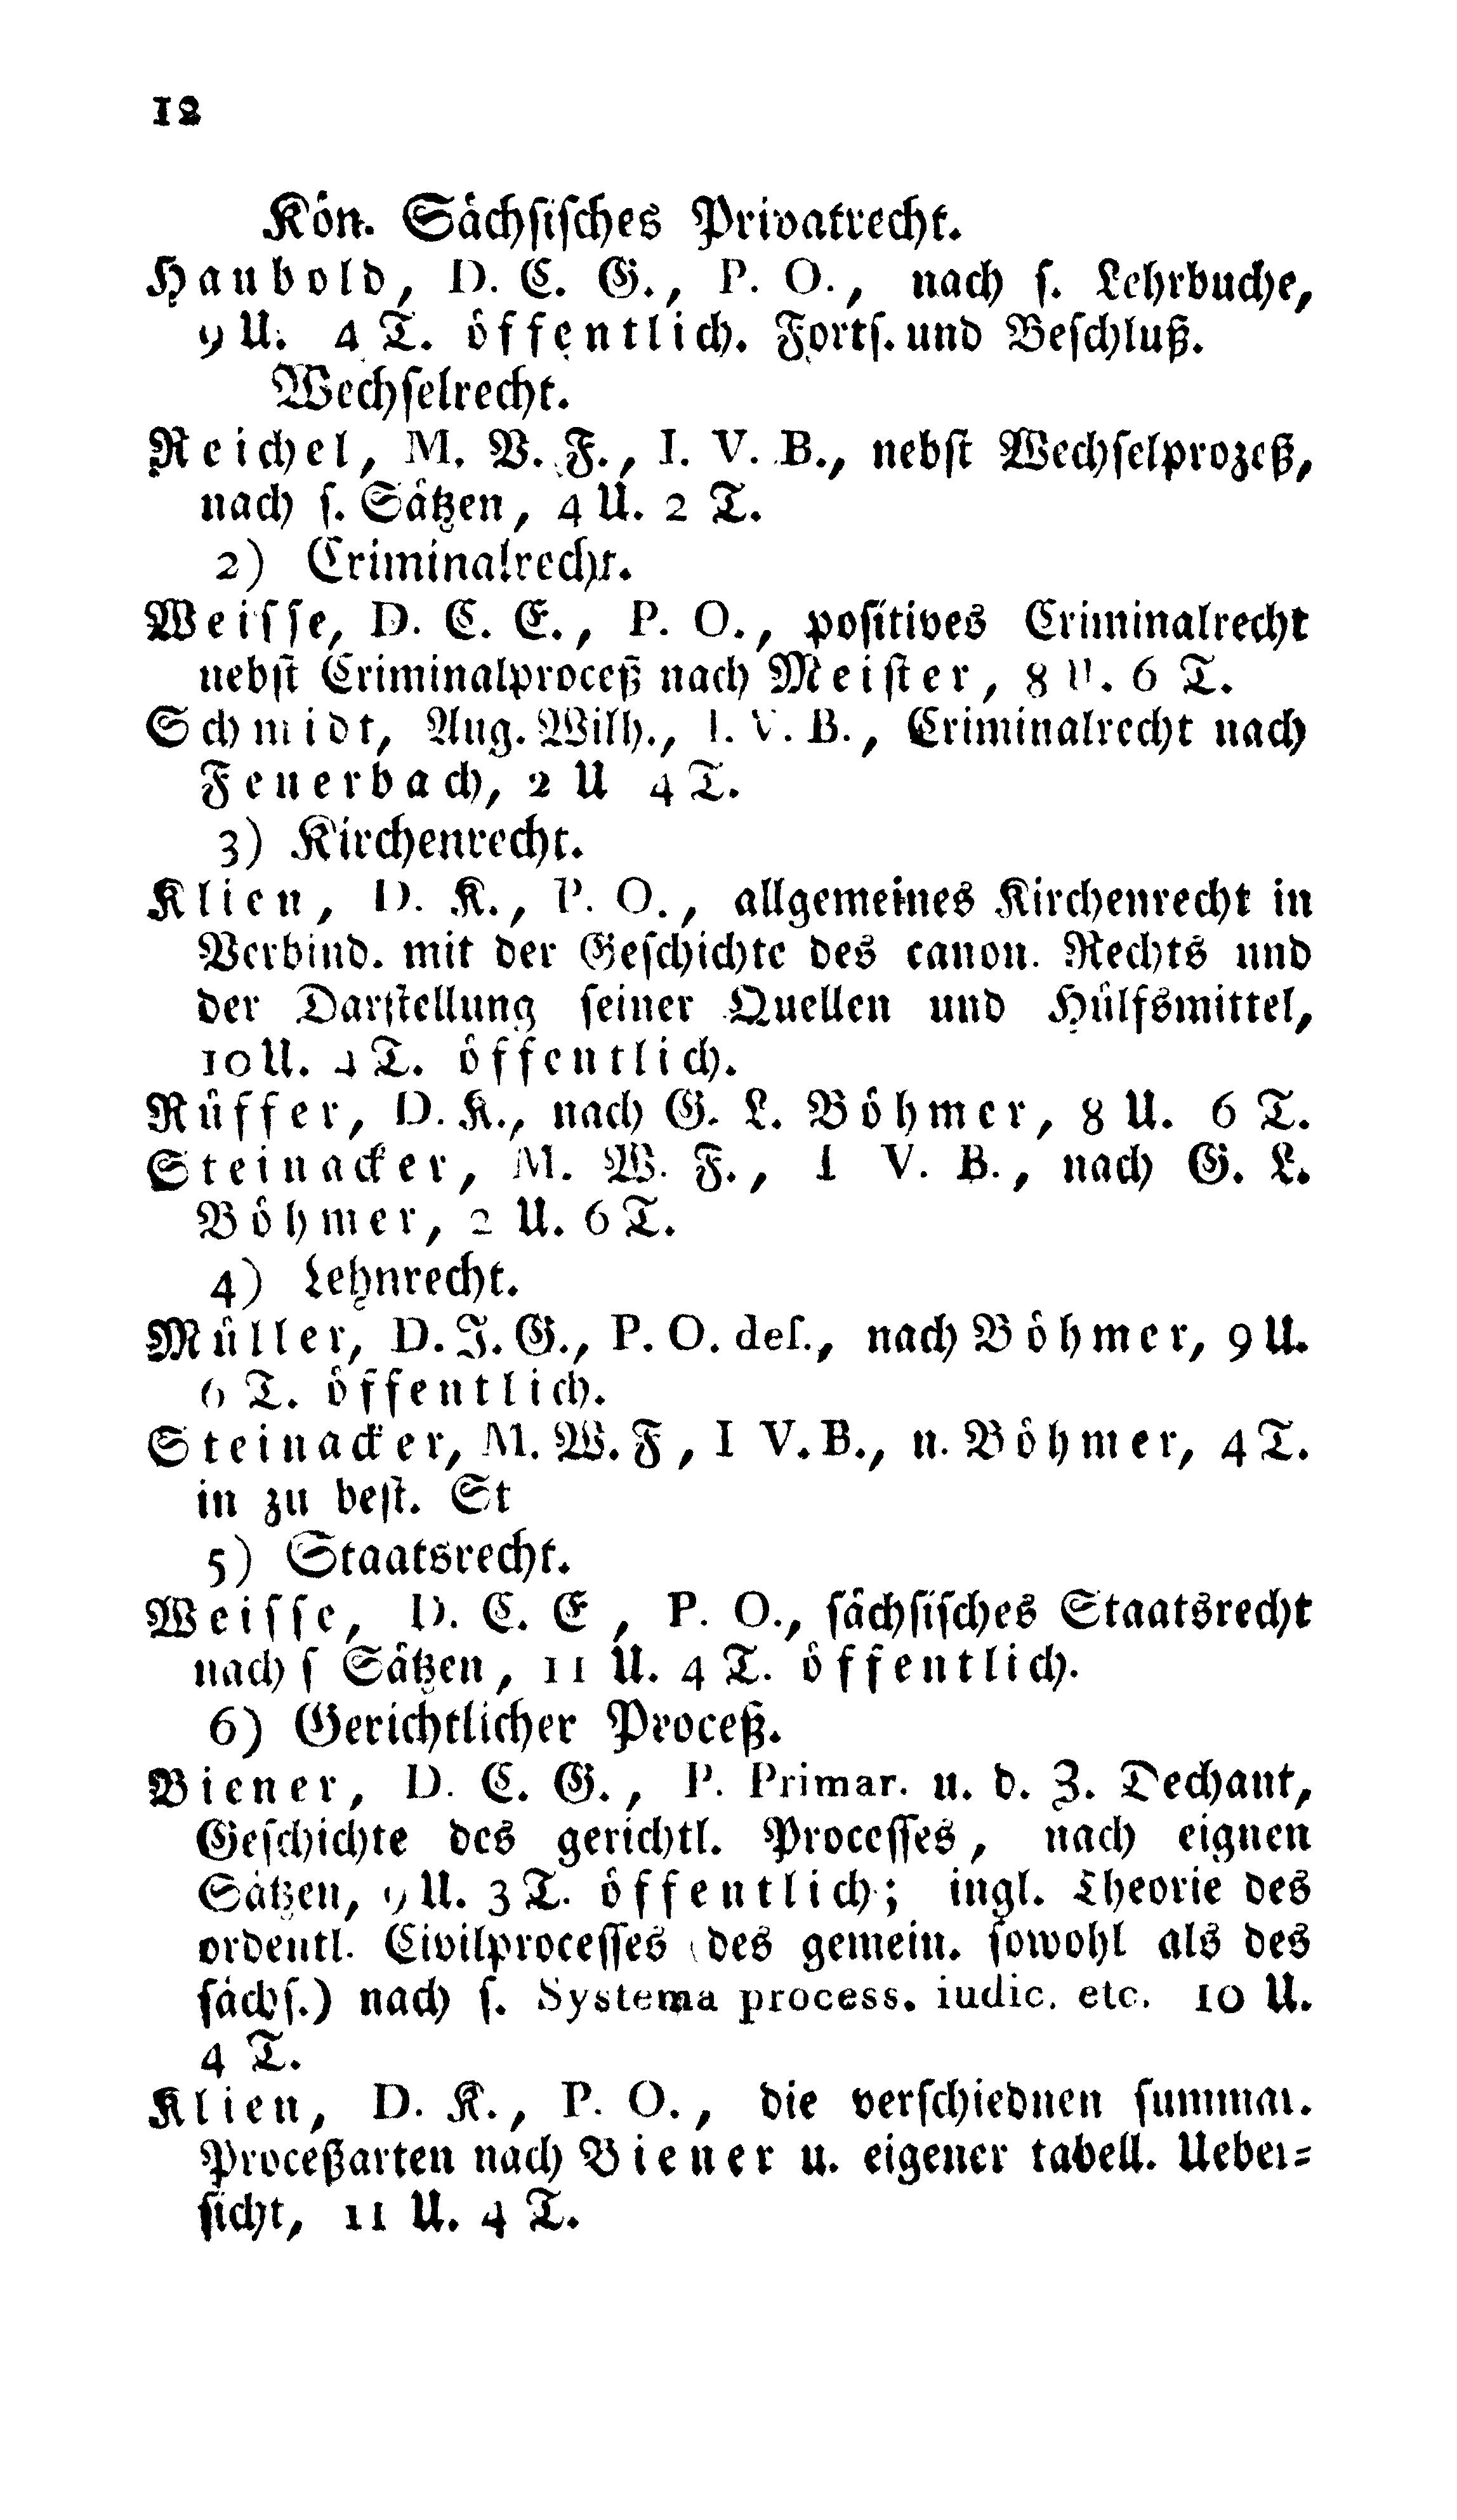 12
Kön. Sächsisches Privatrecht.
Haubold, D. C. G., P. O., nach s. Lehrbuche,
9 U. 4 T. öffentlich. Forts. und Beschluß.
Wechselrecht.
Reichel, M. V. F., I. V. B., nebst Wechselprozeß,
nach s. Sätzen, 4 U. 2 T.
2) Criminalrecht.
Weisse, D. C. E., P. O., positives Criminalrecht
nebst Criminalproceß nach Meister, 8 U. 6 T.
Schmidt, Aug. Wilh., I. V. B., Criminalrecht nach
Feuerbach, 2 U 4 T.
3) Kirchenrecht.
Klien, D. K., P. O., allgemeines Kirchenrecht in
Verbind. mit der Geschichte des canon. Rechts und
der Darstellung seiner Quellen und Hülfsmittel,
10 U. 4 T. öffentlich.
Rüffer, D. K., nach G. L. Böhmer, 8 U. 6 T.
Steinacker, M. W. F., I V. B., nach G. L.
Böhmer, 2 U. 6 T.
4) Lehnrecht.
Müller, D. J. G., P. O. des., nach Böhmer, 9 U.
6 T. öffentlich.
Steinacker, M. W. F, I V. B., n. Böhmer, 4 T.
in zu best. St
5) Staatsrecht.
Weisse, D. C. E , P. O., sächsisches Staatsrecht
nach s Sätzen, 11 U. 4 T. öffentlich.
6) Gerichtlicher Proceß.
Biener, D. C. G., P. Primar. u. d. Z. Dechant,
Geschichte des gerichtl. Processes, nach eignen
Sätzen, 9 U. 3 T. öffentlich; ingl. Theorie des
ordentl. Civilprocesses (des gemein. sowohl als des
sächs.) nach s. Systema process. iudic. etc. 10 U.
4 T.
Klien, D. K., P. O., die verschiednen summar.
Proceßarten nach Biener u. eigener tabell. Ueber=
sicht, 11 U. 4 T.